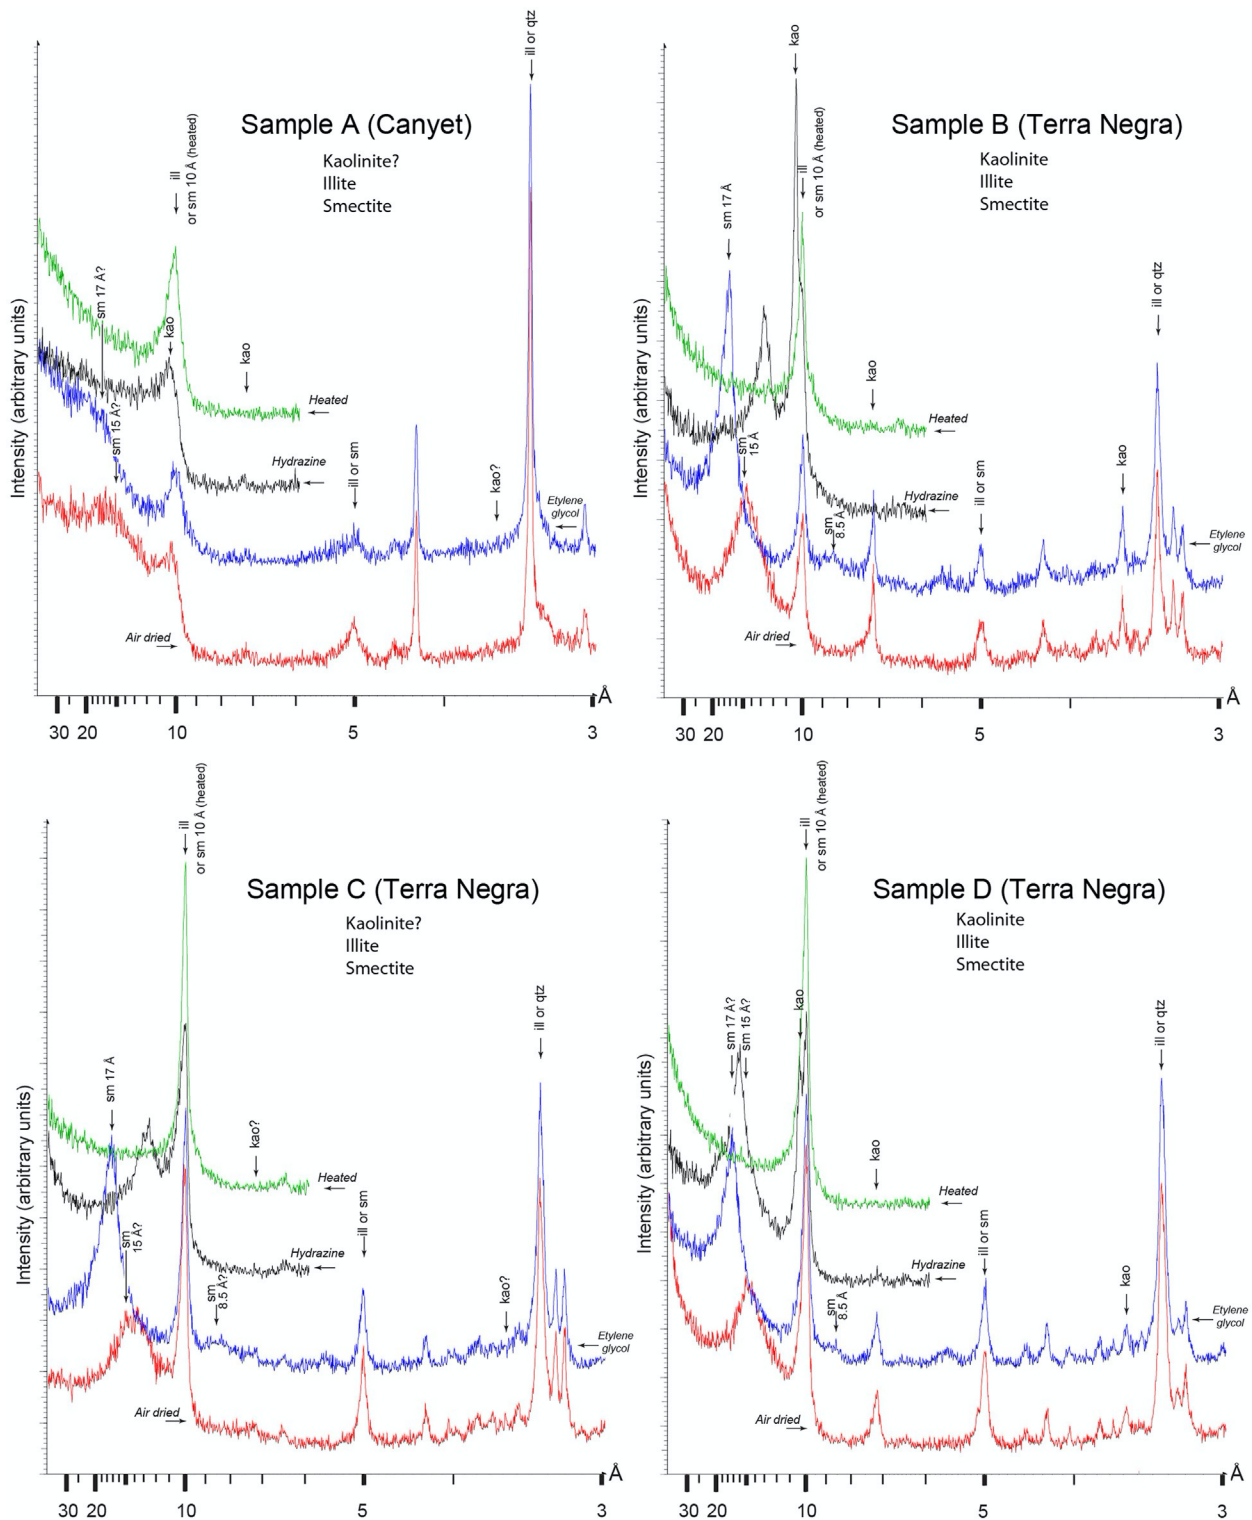 ill or qtz
Sample A (Canyet)
Kaolinite?
Illite
Smectite
ill
or sm 10 Å (heated)
sm 17 Å?
kao
kao
Heated
sm 15 Å?
Hydrazine
ill or sm
kao?
Etylene
glycol
Air dried
Intensity (arbitrary units)
Å
30 20 10 5 3
kao
Sample B (Terra Negra)
Kaolinite
Illite
Smectite
ill
or sm 10 Å (heated)
sm 17 Å
ill or qtz
kao
Heated
sm
15 Å
kao
ill or sm
Hydrazine
sm
8.5 Å
Etylene
glycol
Air dried
Intensity (arbitrary units)
Å
30 20 10 5 3
ill
or sm 10 Å (heated)
Sample C (Terra Negra)
Kaolinite?
Illite
Smectite
ill or qtz
sm 17 Å
kao?
Heated
sm
15 Å?
ill or sm
Hydrazine
sm
8.5 Å?
kao?
Etylene
glycol
Air dried
Intensity (arbitrary units)
Å
30 20 10 5 3
ill
or sm 10 Å (heated)
Sample D (Terra Negra)
Kaolinite
Illite
Smectite
kao
sm 17 Å?
sm 15 Å?
ill or qtz
kao
Heated
ill or sm
Hydrazine
sm
8.5 Å
kao
Etylene
glycol
Air dried
Intensity (arbitrary units)
Å
30 20 10 5 3